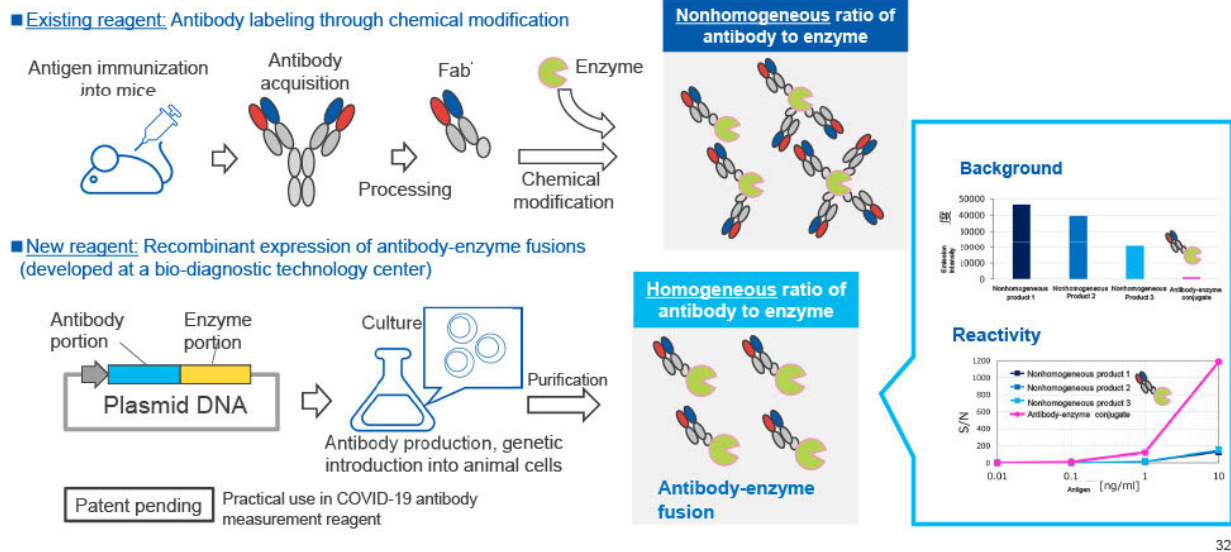 ■ Existing reagent: Antibody labeling through chemical modification
Antigen immunization
into mice
Antibody
acquisition
Fab'
Enzyme
Processing
Chemical
modification
Nonhomogeneous ratio of
antibody to enzyme
■ New reagent: Recombinant expression of antibody-enzyme fusions
(developed at a bio-diagnostic technology center)
Antibody
portion
Enzyme
portion
Plasmid DNA
Culture
Purification
Antibody production, genetic
introduction into animal cells
Patent pending
Practical use in COVID-19 antibody
measurement reagent
Homogeneous ratio of
antibody to enzyme
Antibody-enzyme
fusion
Background
50000
40000
30000
20000
10000
0
度
Emission
Intensity
Nonhomogeneous
product 1
Nonhomogeneous
Product 2
Nonhomogeneous
Product 3
Antibody-enzyme
conjugate
Reactivity
1200
1000
800
600
400
200
0
S/N
Nonhomogeneous product 1
Nonhomogeneous product 2
Nonhomogeneous product 3
Antibody-enzyme conjugate
0.01
0.1
1
10
Antigen [ng/ml]
32